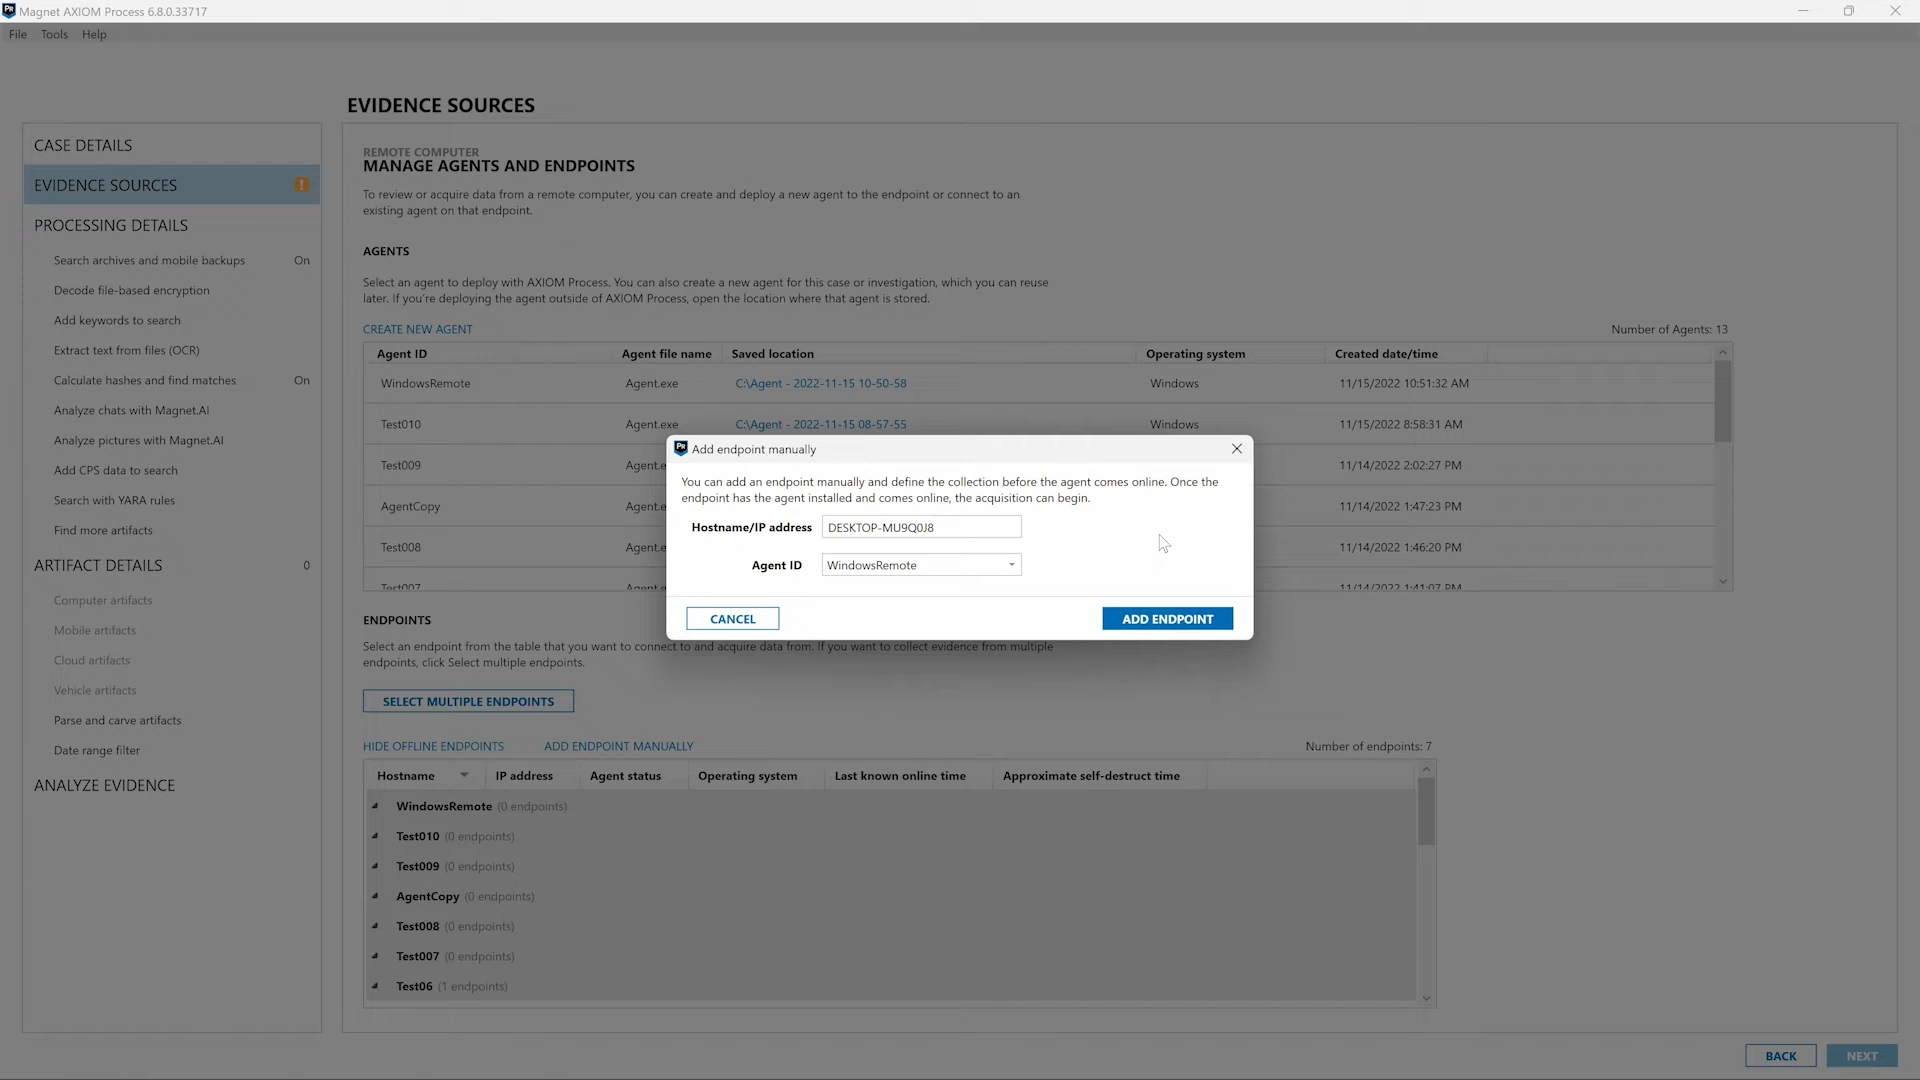 Magnet AXIOM Process 6.8.0.33717
File Tools Help
EVIDENCE SOURCES
CASE DETAILS
EVIDENCE SOURCES
PROCESSING DETAILS
Search archives and mobile backups On
Decode file-based encryption
Add keywords to search
Extract text from files (OCR)
Calculate hashes and find matches On
Analyze chats with Magnet.AI
Analyze pictures with Magnet.AI
Add CPS data to search
Search with YARA rules
Find more artifacts
ARTIFACT DETAILS 0
Computer artifacts
Mobile artifacts
Cloud artifacts
Vehicle artifacts
Parse and carve artifacts
Date range filter
ANALYZE EVIDENCE
REMOTE COMPUTER
MANAGE AGENTS AND ENDPOINTS
To review or acquire data from a remote computer, you can create and deploy a new agent to the endpoint or connect to an
existing agent on that endpoint.
AGENTS
Select an agent to deploy with AXIOM Process. You can also create a new agent for this case or investigation, which you can reuse
later. If you're deploying the agent outside of AXIOM Process, open the location where that agent is stored.
CREATE NEW AGENT Number of Agents: 13
Agent ID Agent file name Saved location Operating system Created date/time
WindowsRemote Agent.exe C:\Agent - 2022-11-15 10-50-58 Windows 11/15/2022 10:51:32 AM
Test010 Agent.exe C:\Agent - 2022-11-15 08-57-55 Windows 11/15/2022 8:58:31 AM
Test009 Agent.e 11/14/2022 2:02:27 PM
AgentCopy Agent.e 11/14/2022 1:47:23 PM
Test008 Agent.e 11/14/2022 1:46:20 PM
Test007 Agent.e 11/14/2022 1:41:07 PM
Add endpoint manually
You can add an endpoint manually and define the collection before the agent comes online. Once the
endpoint has the agent installed and comes online, the acquisition can begin.
Hostname/IP address DESKTOP-MU9Q0J8
Agent ID WindowsRemote
CANCEL ADD ENDPOINT
ENDPOINTS
Select an endpoint from the table that you want to connect to and acquire data from. If you want to collect evidence from multiple
endpoints, click Select multiple endpoints.
SELECT MULTIPLE ENDPOINTS
HIDE OFFLINE ENDPOINTS ADD ENDPOINT MANUALLY Number of endpoints: 7
Hostname IP address Agent status Operating system Last known online time Approximate self-destruct time
WindowsRemote (0 endpoints)
Test010 (0 endpoints)
Test009 (0 endpoints)
AgentCopy (0 endpoints)
Test008 (0 endpoints)
Test007 (0 endpoints)
Test06 (1 endpoints)
BACK NEXT